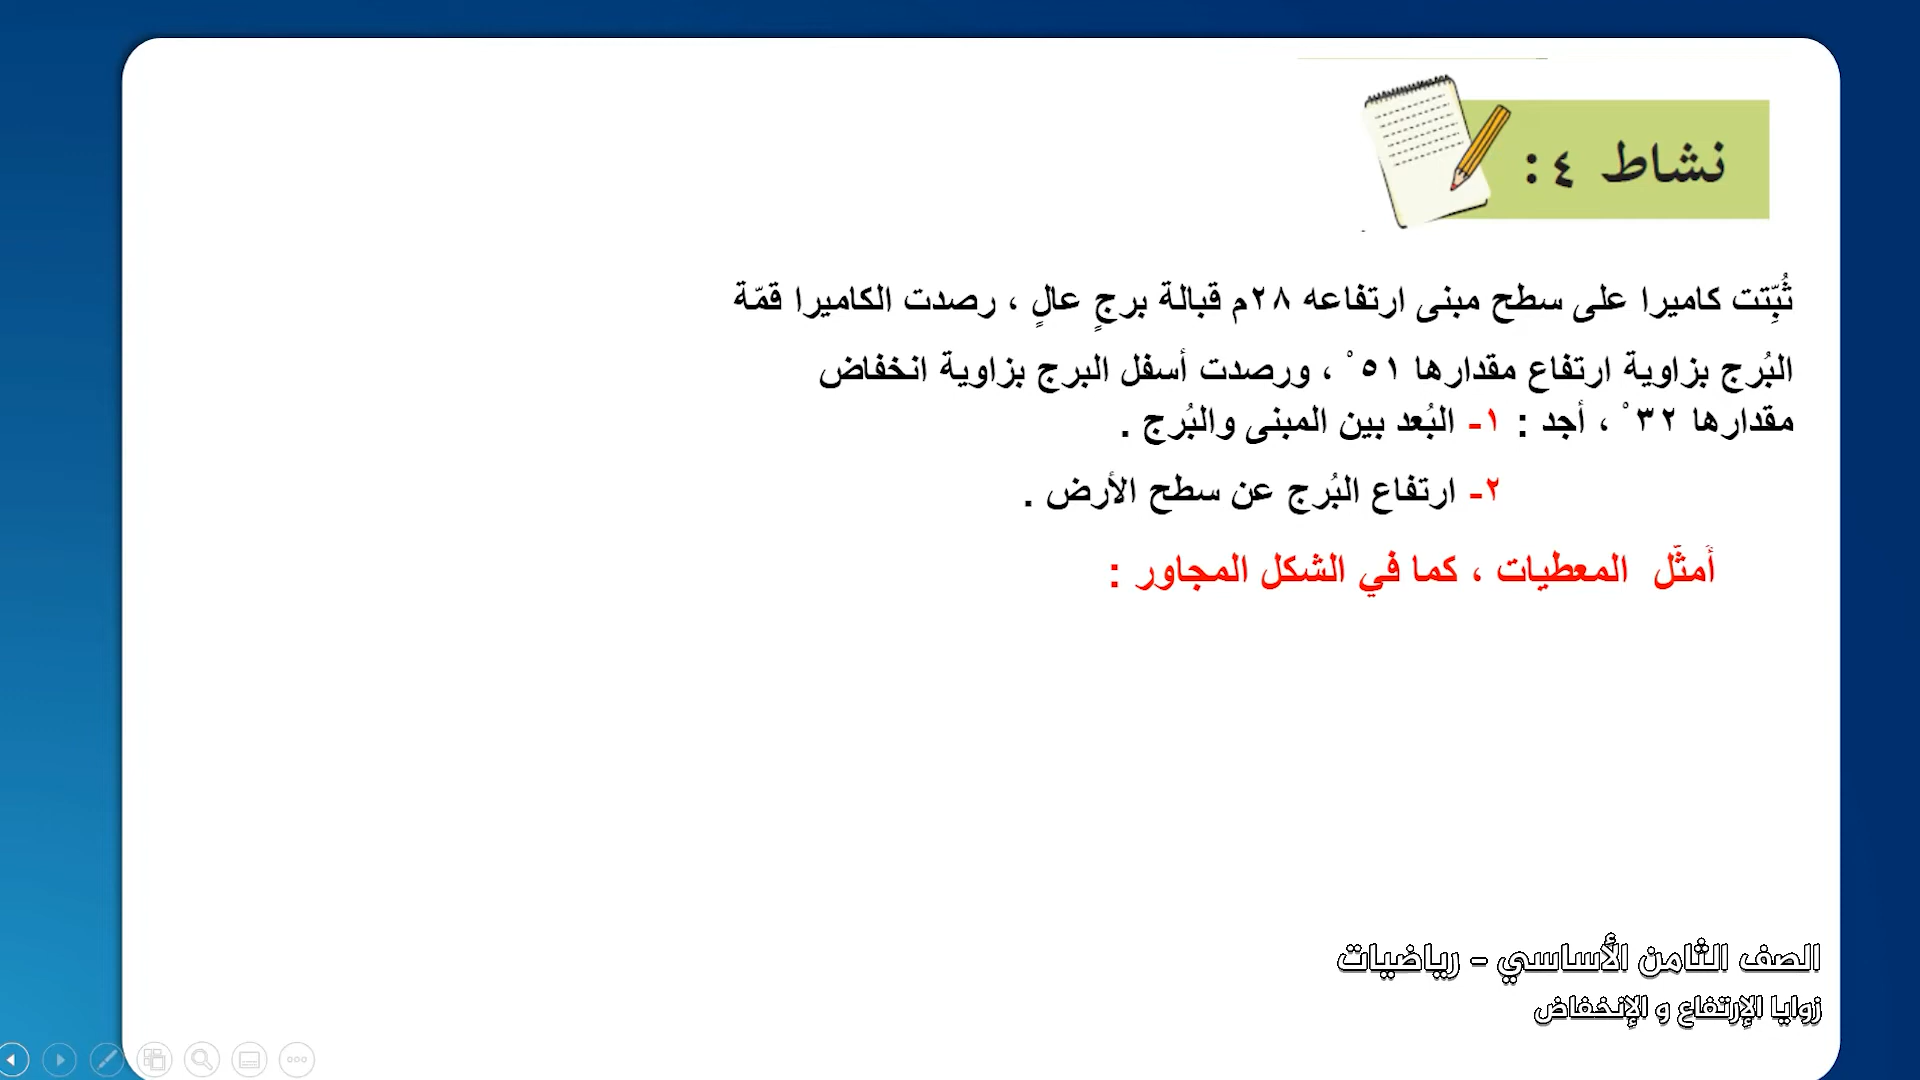 نشاط ٤ :
ثُبِّتت كاميرا على سطح مبنى ارتفاعه ٢٨م قبالة برجٍ عالٍ ، رصدت الكاميرا قمّة
البُرج بزاوية ارتفاع مقدارها ٥١ْ ، ورصدت أسفل البرج بزاوية انخفاض
مقدارها ٣٢ْ ، أجد : ١- البُعد بين المبنى والبُرج .
٢- ارتفاع البُرج عن سطح الأرض .
أمثّل المعطيات ، كما في الشكل المجاور :
الصف الثامن الأساسي - رياضيات
زوايا الإرتفاع و الإنخفاض